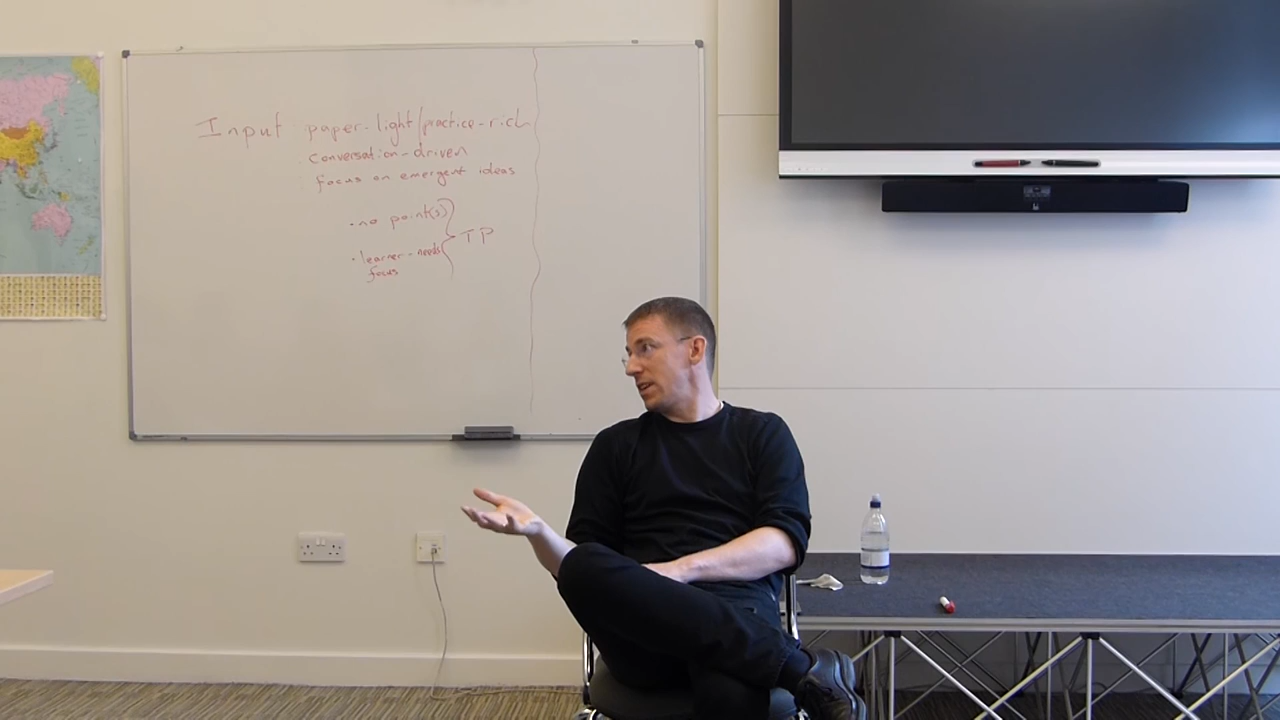 Input paper-light/practice-rich
conversation-driven
focus on emergent ideas
• no point(s)
• learner-needs
focus
TP